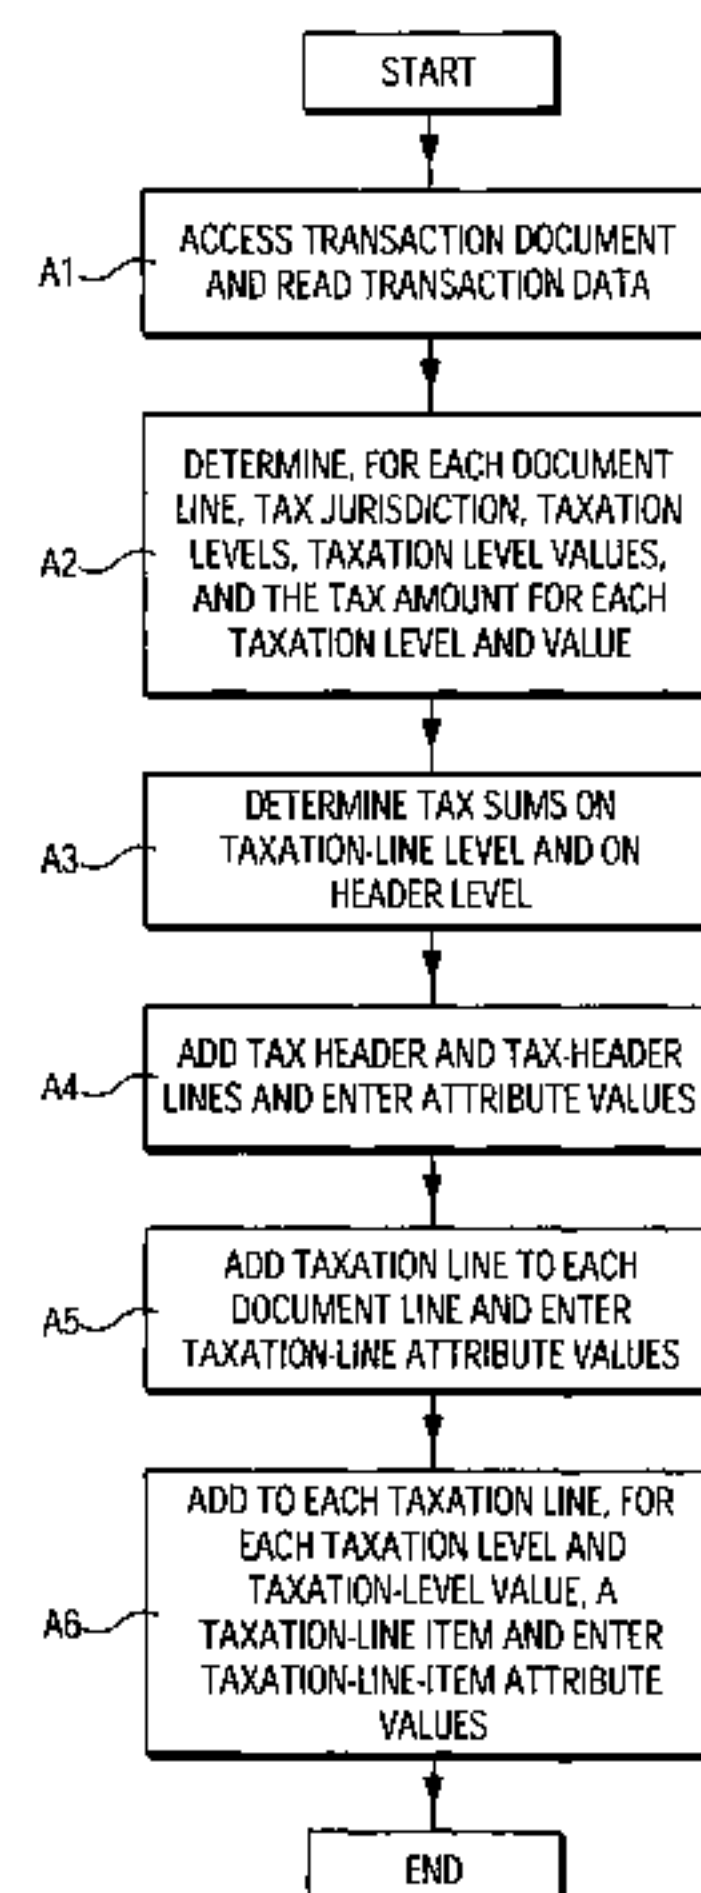 START
A1
ACCESS TRANSACTION DOCUMENT
AND READ TRANSACTION DATA
A2
DETERMINE, FOR EACH DOCUMENT
LINE, TAX JURISDICTION, TAXATION
LEVELS, TAXATION LEVEL VALUES,
AND THE TAX AMOUNT FOR EACH
TAXATION LEVEL AND VALUE
A3
DETERMINE TAX SUMS ON
TAXATION-LINE LEVEL AND ON
HEADER LEVEL
A4
ADD TAX HEADER AND TAX-HEADER
LINES AND ENTER ATTRIBUTE VALUES
A5
ADD TAXATION LINE TO EACH
DOCUMENT LINE AND ENTER
TAXATION-LINE ATTRIBUTE VALUES
A6
ADD TO EACH TAXATION LINE, FOR
EACH TAXATION LEVEL AND
TAXATION-LEVEL VALUE, A
TAXATION-LINE ITEM AND ENTER
TAXATION-LINE-ITEM ATTRIBUTE
VALUES
END